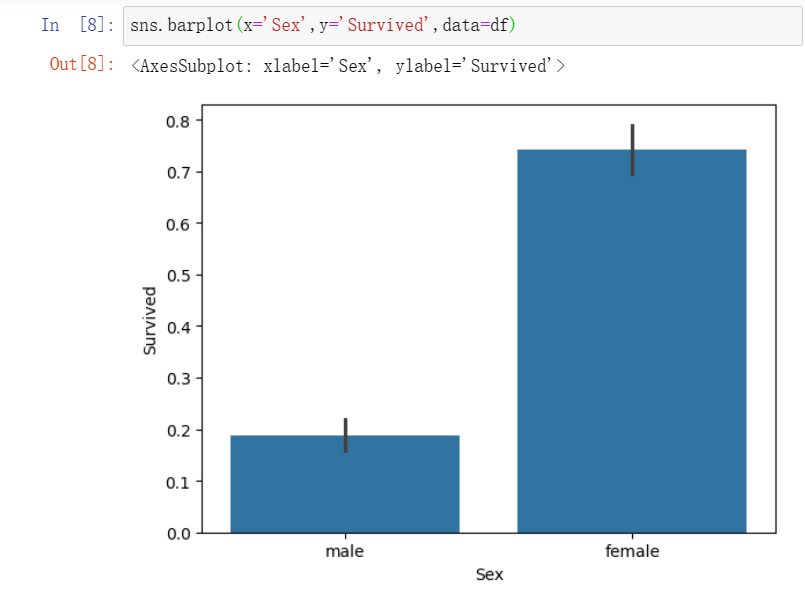 In [8]: sns.barplot(x='Sex',y='Survived',data=df)
Out[8]: <AxesSubplot: xlabel='Sex', ylabel='Survived'>
0.8
0.7
0.6
0.5
0.4
0.3
0.2
0.1
0.0
Survived
male female
Sex